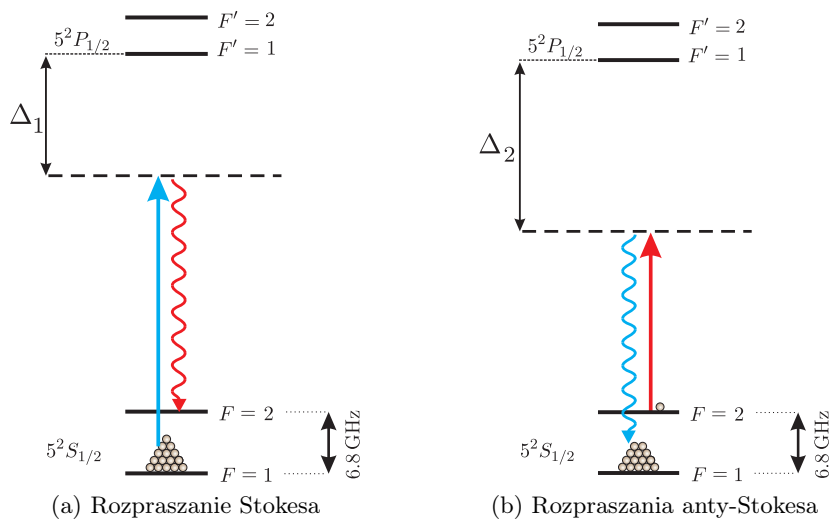 F′ = 2
5²P₁/₂
F′ = 1
Δ₁
F = 2
5²S₁/₂
6.8 GHz
F = 1
(a) Rozpraszanie Stokesa
F′ = 2
5²P₁/₂
F′ = 1
Δ₂
F = 2
5²S₁/₂
6.8 GHz
F = 1
(b) Rozpraszania anty-Stokesa